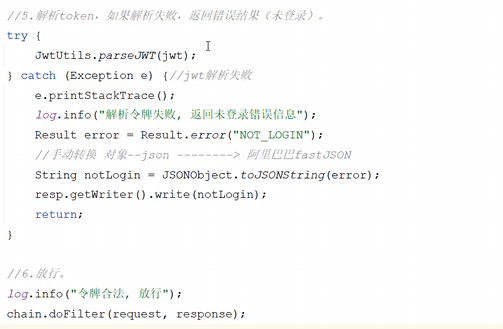 //5.解析token，如果解析失败，返回错误结果（未登录）。
try {
JwtUtils.parseJWT(jwt);
} catch (Exception e) {//jwt解析失败
e.printStackTrace();
log.info("解析令牌失败, 返回未登录错误信息");
Result error = Result.error("NOT_LOGIN");
//手动转换 对象--json --------> 阿里巴巴fastJSON
String notLogin = JSONObject.toJSONString(error);
resp.getWriter().write(notLogin);
return;
}
//6.放行。
log.info("令牌合法, 放行");
chain.doFilter(request, response);